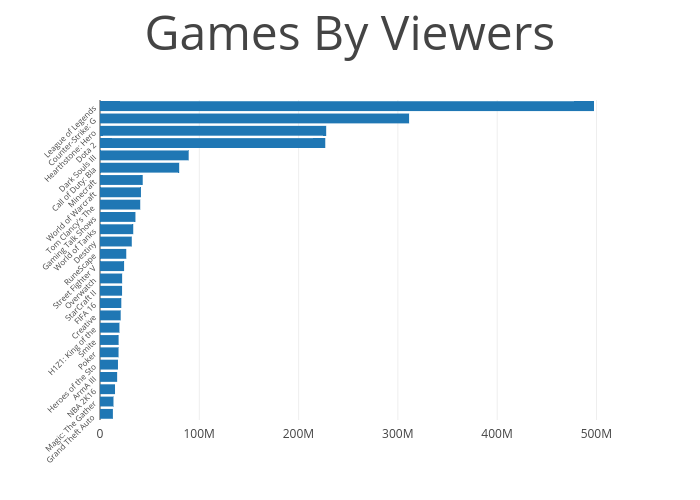 Games By Viewers
League of Legends
Counter-Strike: G
Hearthstone: Hero
Dota 2
Dark Souls III
Call of Duty: Bla
Minecraft
World of Warcraft
Tom Clancy's The
Gaming Talk Shows
World of Tanks
Destiny
RuneScape
Street Fighter V
Overwatch
StarCraft II
FIFA 16
Creative
H1Z1: King of the
Smite
Poker
Heroes of the Sto
ArmA III
NBA 2K16
Magic: The Gather
Grand Theft Auto
0 100M 200M 300M 400M 500M